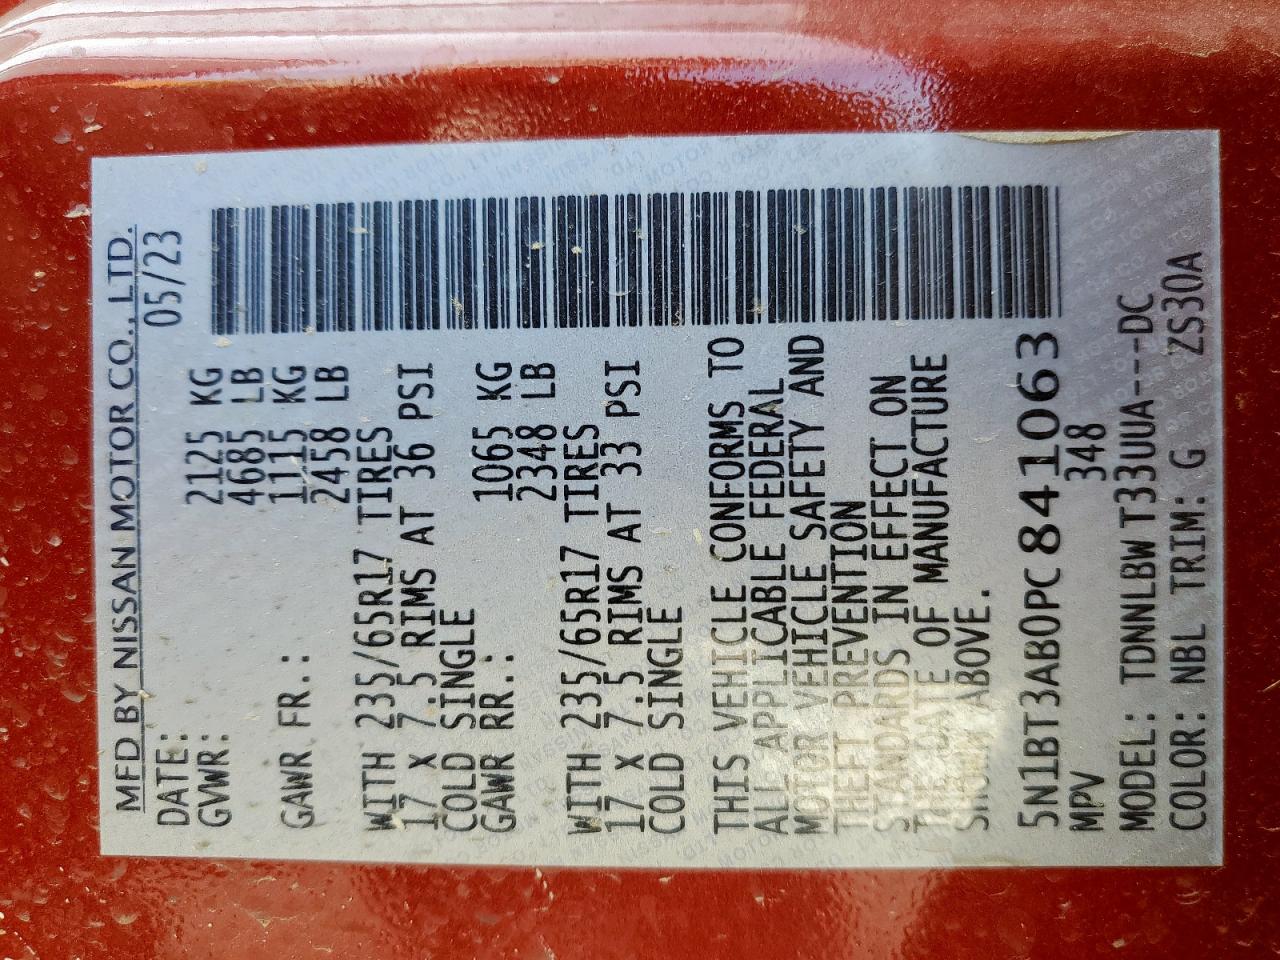 MFD BY NISSAN MOTOR CO., LTD.
DATE: 05/23
GVWR: 2125 KG
4685 LB
GAWR FR.: 1115 KG
2458 LB
WITH 235/65R17 TIRES
17 x 7.5 RIMS AT 36 PSI
COLD SINGLE
GAWR RR.: 1065 KG
2348 LB
WITH 235/65R17 TIRES
17 x 7.5 RIMS AT 33 PSI
COLD SINGLE
THIS VEHICLE CONFORMS TO
ALL APPLICABLE FEDERAL
MOTOR VEHICLE SAFETY AND
THEFT PREVENTION
STANDARDS IN EFFECT ON
THE DATE OF MANUFACTURE
SHOWN ABOVE.
5N1BT3AB0PC841063
MPV 348
MODEL: TDNNLBW T33UUA---DC
COLOR: NBL TRIM: G ZS30A